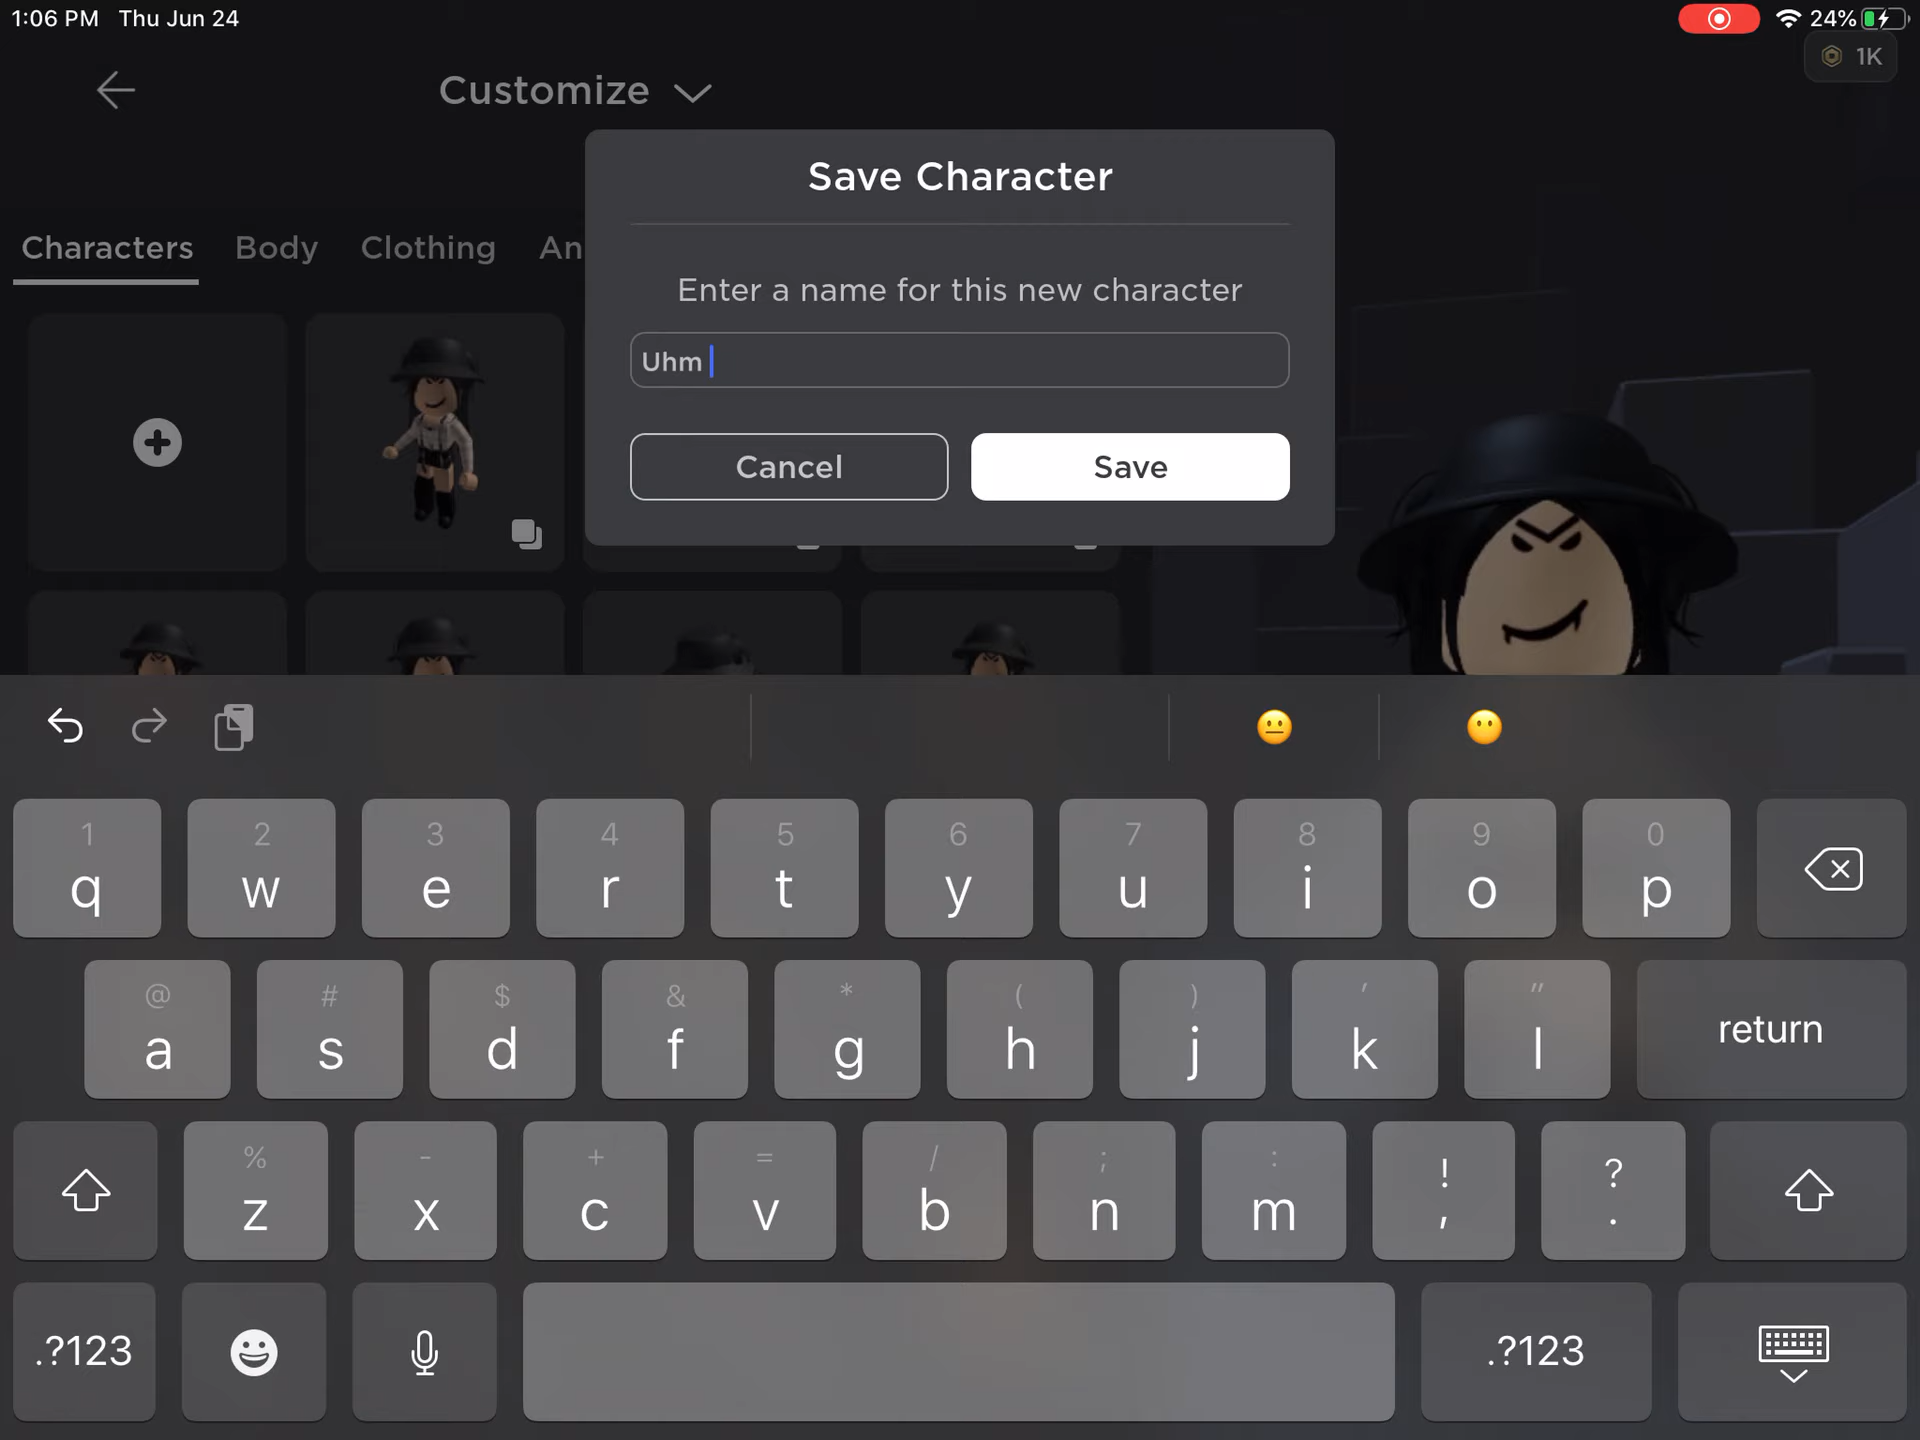 1:06 PM Thu Jun 24
24%
1K
Customize
Save Character
Characters Body Clothing An
Enter a name for this new character
Uhm
Cancel Save
1 2 3 4 5 6 7 8 9 0
q w e r t y u i o p
@ # $ & * ( ) ' "
a s d f g h j k l return
% - + = / ; : ! ?
z x c v b n m , .
.?123 .?123